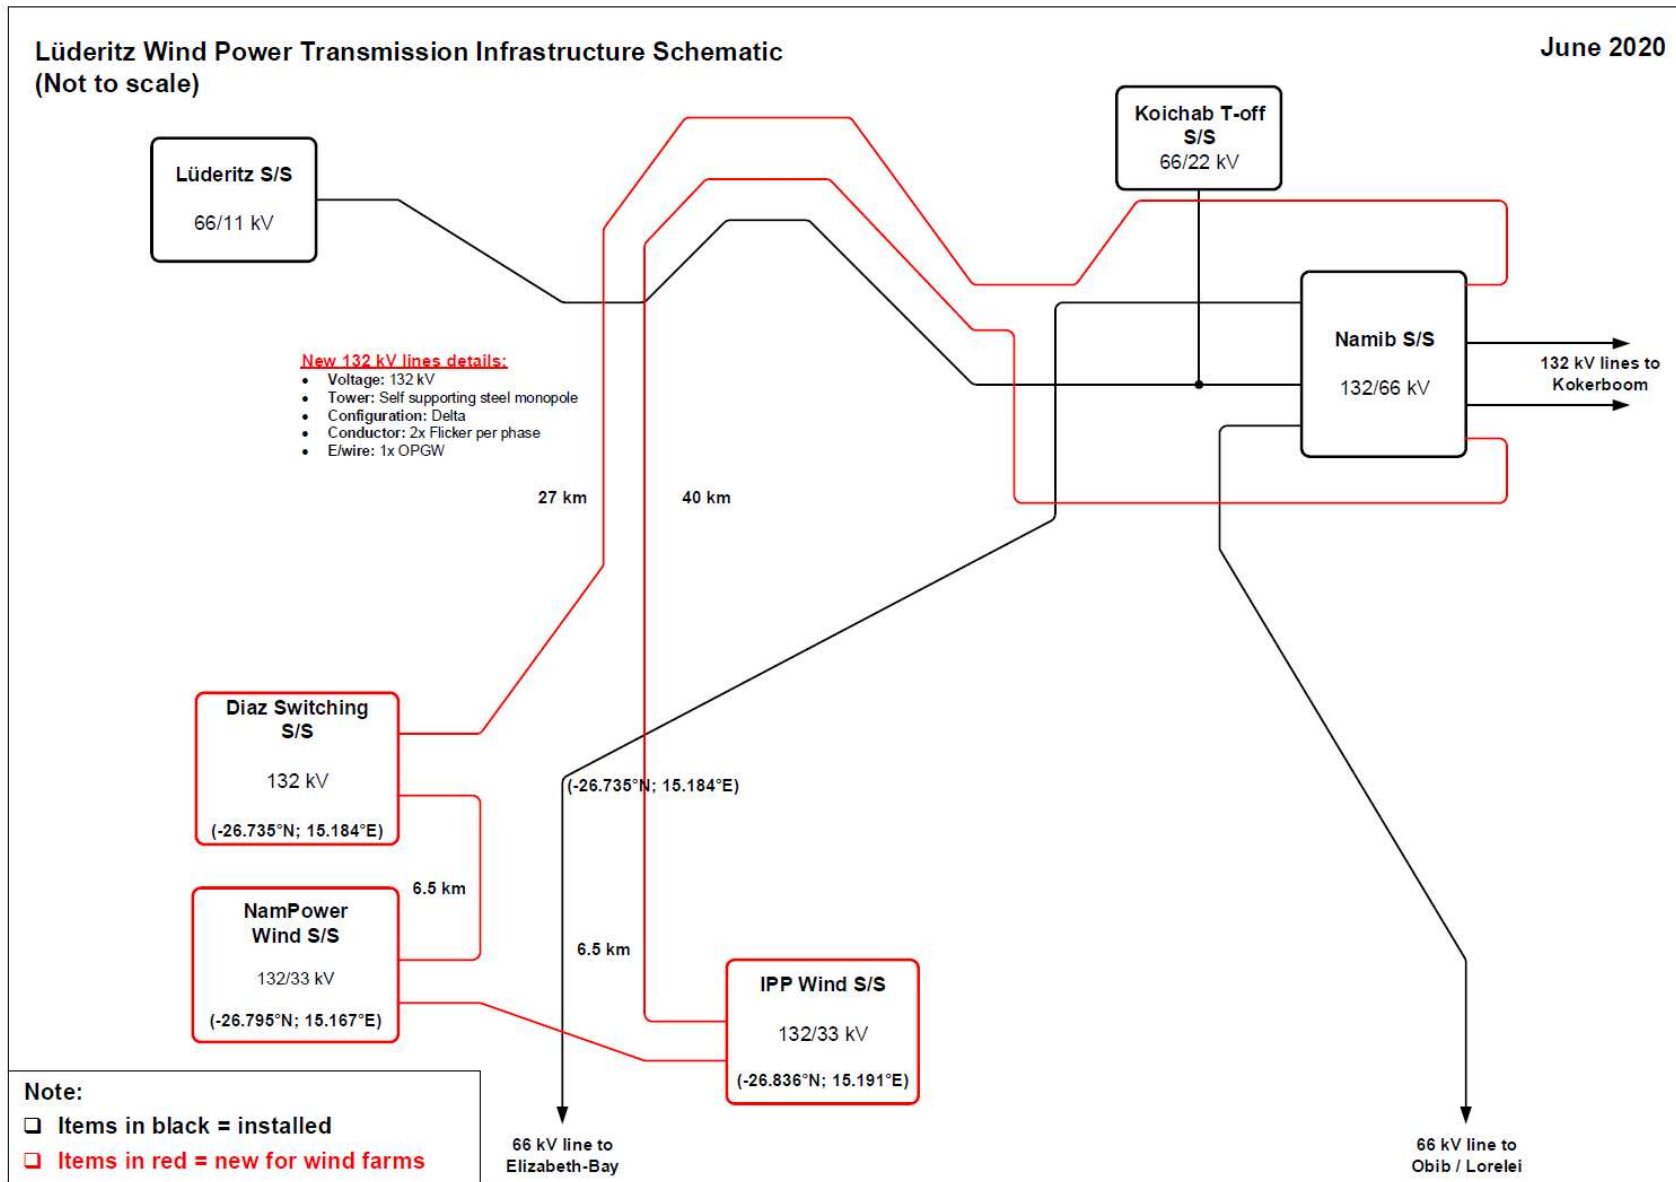 Lüderitz Wind Power Transmission Infrastructure Schematic
(Not to scale)
June 2020
Lüderitz S/S
66/11 kV
Koichab T-off
S/S
66/22 kV
Namib S/S
132/66 kV
132 kV lines to
Kokerboom
New 132 kV lines details:
• Voltage: 132 kV
• Tower: Self supporting steel monopole
• Configuration: Delta
• Conductor: 2x Flicker per phase
• E/wire: 1x OPGW
27 km
40 km
Diaz Switching
S/S
132 kV
(-26.735°N; 15.184°E)
(-26.735°N; 15.184°E)
6.5 km
NamPower
Wind S/S
132/33 kV
(-26.795°N; 15.167°E)
6.5 km
IPP Wind S/S
132/33 kV
(-26.836°N; 15.191°E)
Note:
❑ Items in black = installed
❑ Items in red = new for wind farms
66 kV line to
Elizabeth-Bay
66 kV line to
Obib / Lorelei